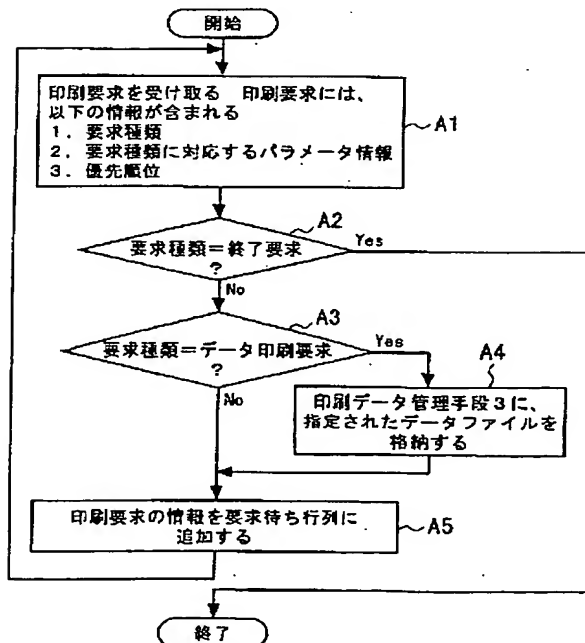 開始
印刷要求を受け取る 印刷要求には、
以下の情報が含まれる
1. 要求種類
2. 要求種類に対応するパラメータ情報
3. 優先順位
A1
A2
要求種類=終了要求
?
Yes
No
A3
要求種類=データ印刷要求
?
Yes
No
A4
印刷データ管理手段3に、
指定されたデータファイルを
格納する
印刷要求の情報を要求待ち行列に
追加する
A5
終了